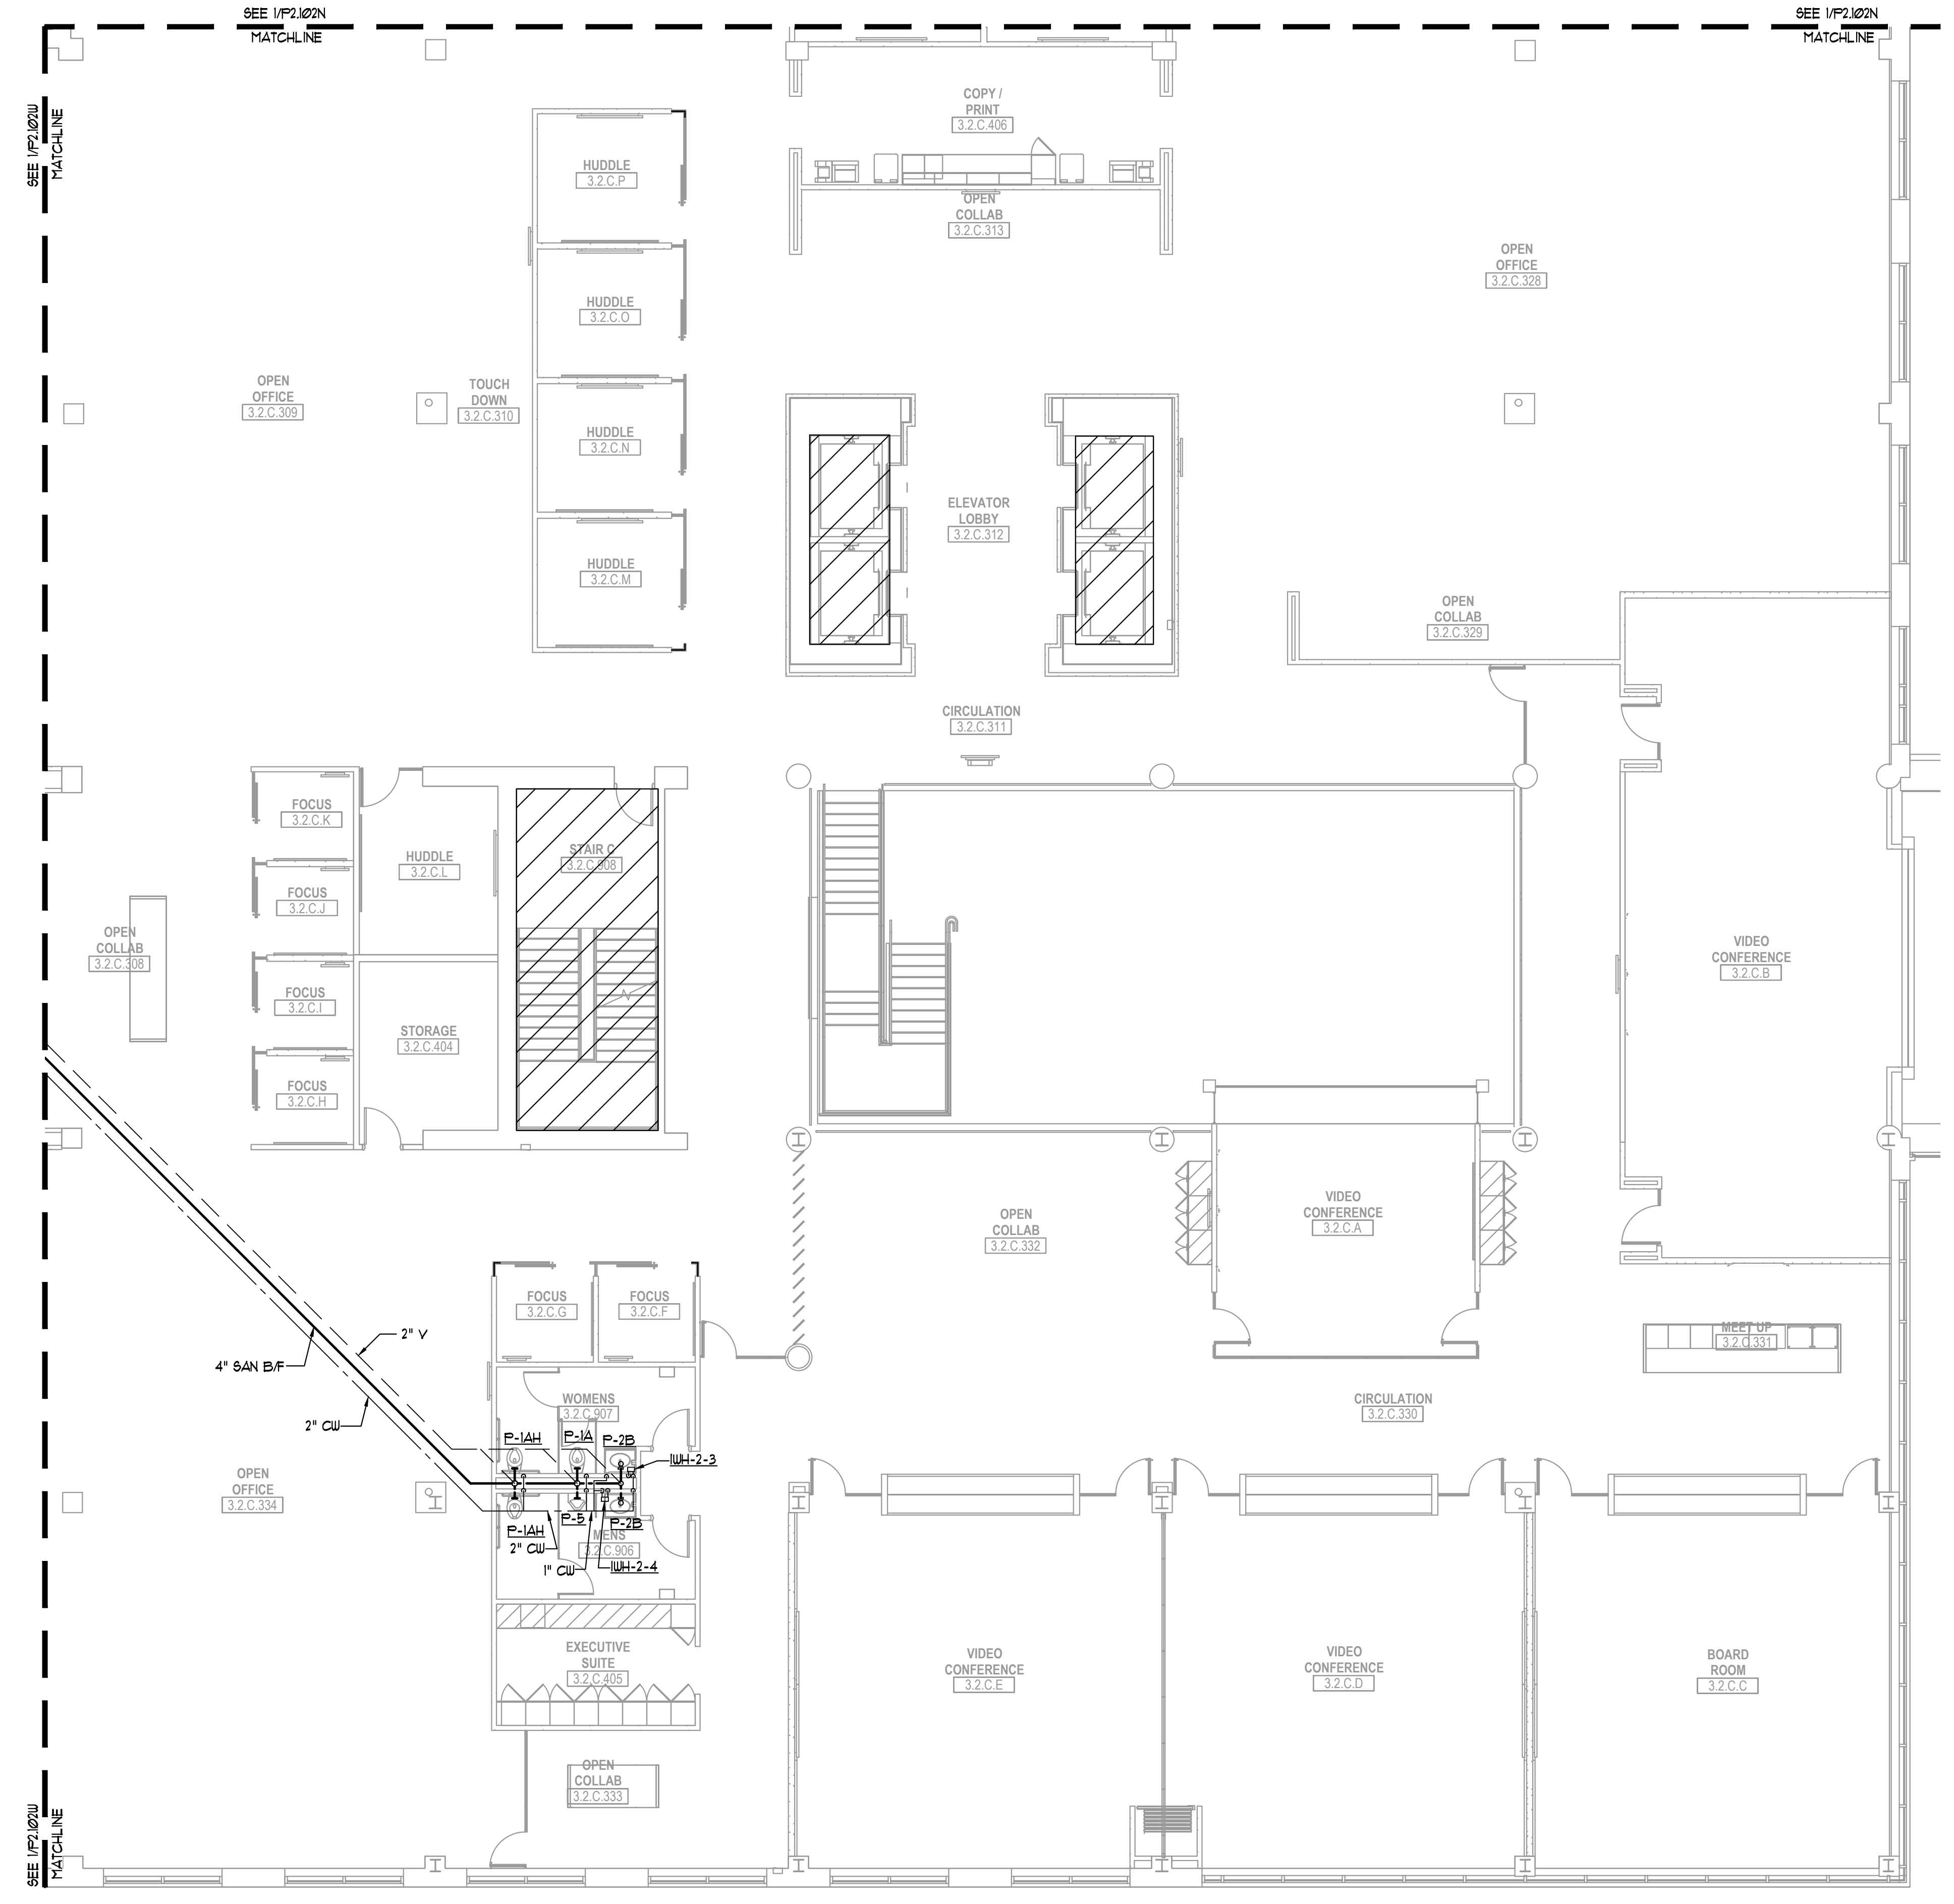 SEE 1/P2.102N
MATCHLINE
SEE 1/P2.102N
MATCHLINE
SEE 1/P2.102W
MATCHLINE
COPY /
PRINT
3.2.C.406
HUDDLE
3.2.C.P
OPEN
COLLAB
3.2.C.313
OPEN
OFFICE
3.2.C.328
HUDDLE
3.2.C.O
OPEN
OFFICE
3.2.C.309
TOUCH
DOWN
3.2.C.310
HUDDLE
3.2.C.N
ELEVATOR
LOBBY
3.2.C.312
HUDDLE
3.2.C.M
OPEN
COLLAB
3.2.C.329
CIRCULATION
3.2.C.311
FOCUS
3.2.C.K
HUDDLE
3.2.C.L
STAIR C
3.2.C.908
FOCUS
3.2.C.J
OPEN
COLLAB
3.2.C.308
VIDEO
CONFERENCE
3.2.C.B
FOCUS
3.2.C.I
STORAGE
3.2.C.404
FOCUS
3.2.C.H
OPEN
COLLAB
3.2.C.332
VIDEO
CONFERENCE
3.2.C.A
FOCUS
3.2.C.G
FOCUS
3.2.C.F
2" V
4" SAN B/F
2" CW
MEET UP
3.2.C.331
WOMENS
3.2.C.907
CIRCULATION
3.2.C.330
P-1AH
P-1A
P-2B
IWH-2-3
OPEN
OFFICE
3.2.C.334
P-1AH
P-5
P-2B
MENS
3.2.C.906
2" CW
1" CW
IWH-2-4
EXECUTIVE
SUITE
3.2.C.405
VIDEO
CONFERENCE
3.2.C.E
VIDEO
CONFERENCE
3.2.C.D
BOARD
ROOM
3.2.C.C
OPEN
COLLAB
3.2.C.333
SEE 1/P2.102W
MATCHLINE